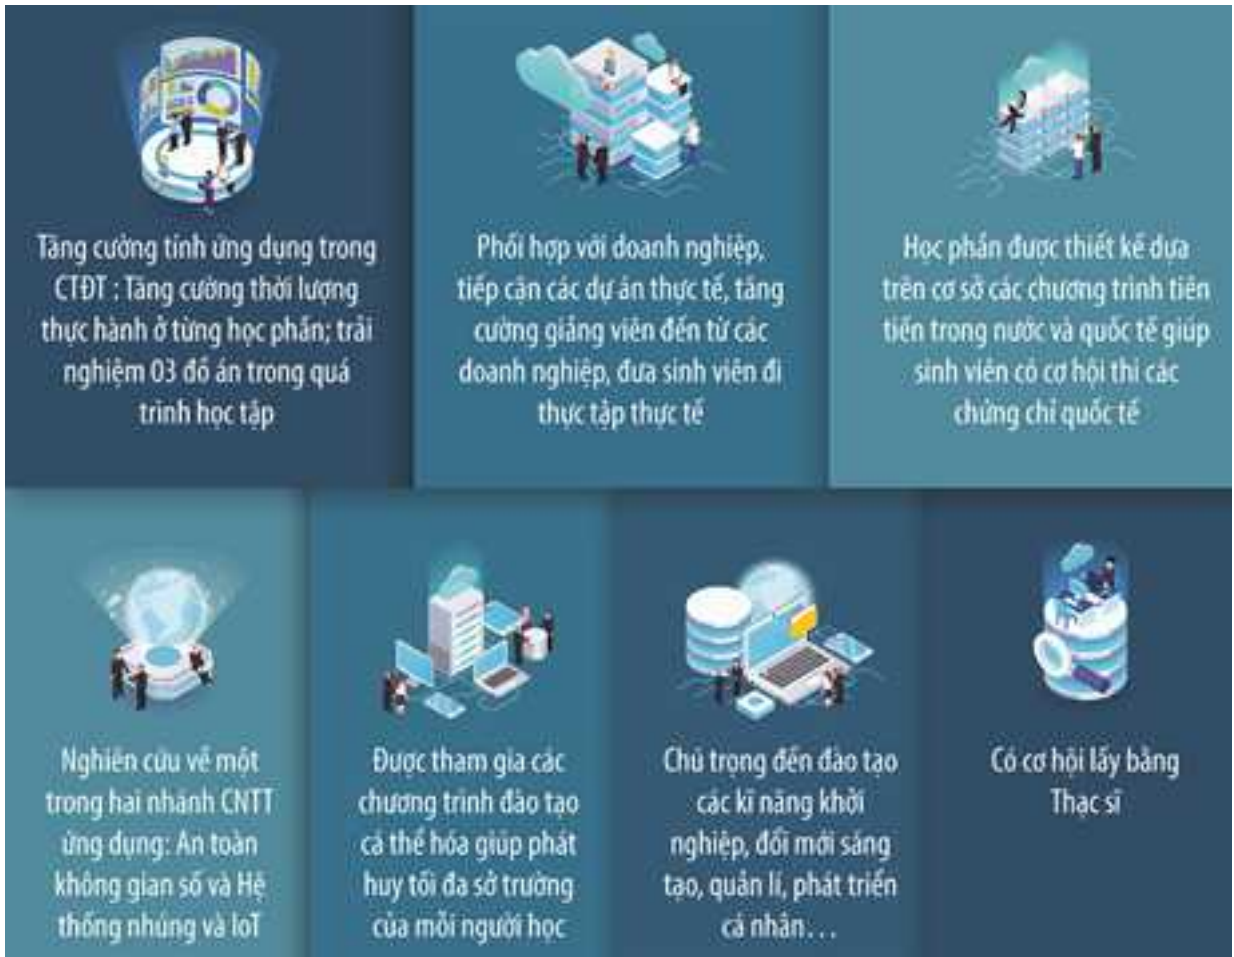 Tăng cường tính ứng dụng trong
CTĐT : Tăng cường thời lượng
thực hành ở từng học phần; trải
nghiệm 03 đồ án trong quá
trình học tập
Phối hợp với doanh nghiệp,
tiếp cận các dự án thực tế, tăng
cường giảng viên đến từ các
doanh nghiệp, đưa sinh viên đi
thực tập thực tế
Học phần được thiết kế dựa
trên cơ sở các chương trình tiên
tiến trong nước và quốc tế giúp
sinh viên có cơ hội thi các
chứng chỉ quốc tế
Nghiên cứu về một
trong hai nhánh CNTT
ứng dụng: An toàn
không gian số và Hệ
thống nhúng và IoT
Được tham gia các
chương trình đào tạo
cá thể hóa giúp phát
huy tối đa sở trường
của mỗi người học
Chú trọng đến đào tạo
các kĩ năng khởi
nghiệp, đổi mới sáng
tạo, quản lí, phát triển
cá nhân...
Có cơ hội lấy bằng
Thạc sĩ